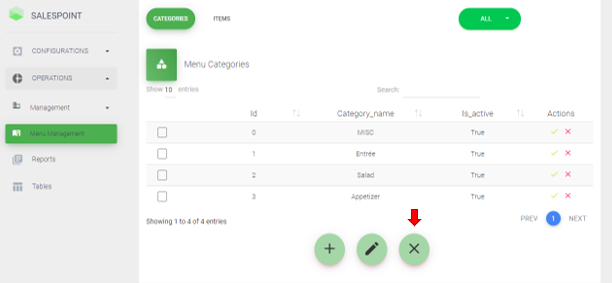 SALESPOINT
CONFIGURATIONS
OPERATIONS
Management
Menu Management
Reports
Tables
CATEGORIES ITEMS ALL
Menu Categories
Show 10 entries Search:
Id Category_name Is_active Actions
0 MISC True
1 Entrée True
2 Salad True
3 Appetizer True
Showing 1 to 4 of 4 entries PREV 1 NEXT